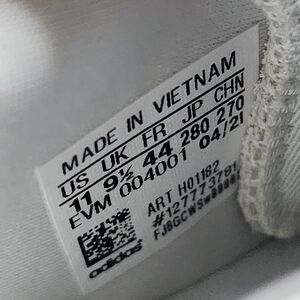 MADE IN VIETNAM
US UK FR JP CHN
11 9½ 44 280 270
EVM 004001 04/21
ART H01182
adidas